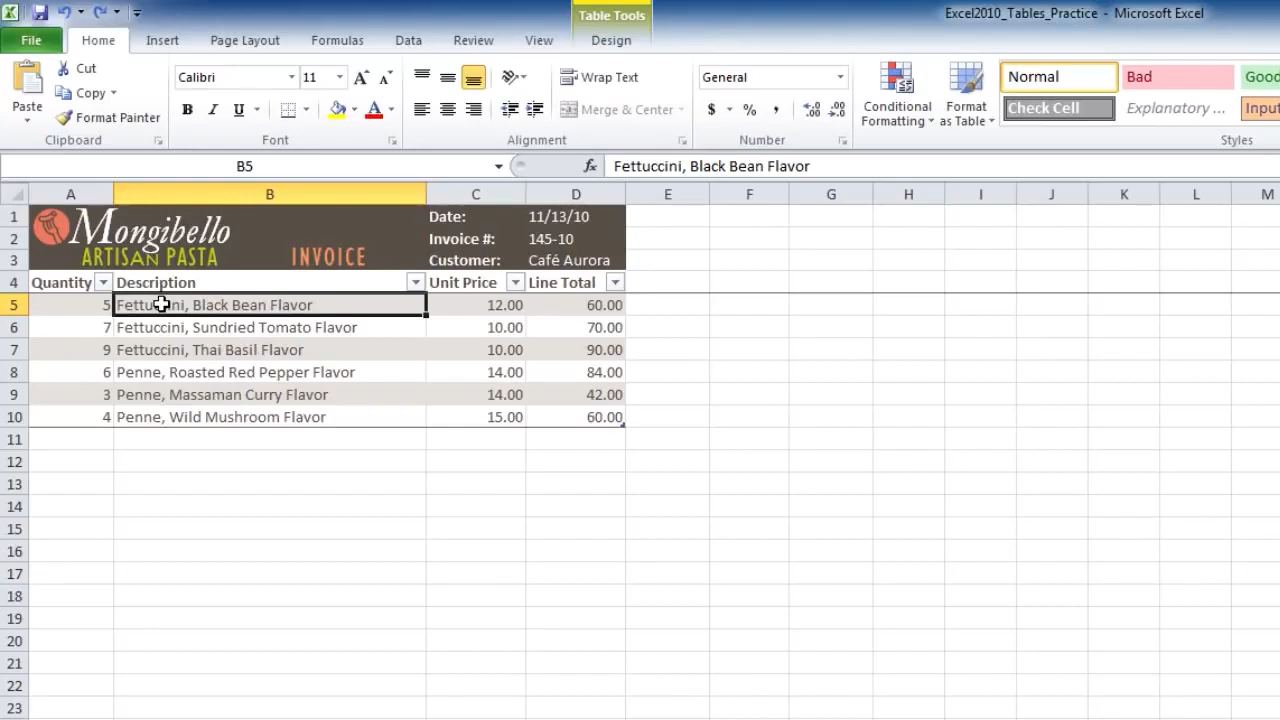 Table Tools
Excel2010_Tables_Practice - Microsoft Excel
File Home Insert Page Layout Formulas Data Review View Design
Paste
Cut
Copy
Format Painter
Clipboard
Calibri 11
B I U
Font
Wrap Text
Merge & Center
Alignment
General
$ % ,
Number
Conditional Formatting
Format as Table
Normal Bad Good
Check Cell Explanatory ... Input
Styles
B5 fx Fettuccini, Black Bean Flavor
A B C D E F G H I J K L M
1 Mongibello Date: 11/13/10
2 Invoice #: 145-10
3 ARTISAN PASTA INVOICE Customer: Café Aurora
4 Quantity Description Unit Price Line Total
5 5 Fettuccini, Black Bean Flavor 12.00 60.00
6 7 Fettuccini, Sundried Tomato Flavor 10.00 70.00
7 9 Fettuccini, Thai Basil Flavor 10.00 90.00
8 6 Penne, Roasted Red Pepper Flavor 14.00 84.00
9 3 Penne, Massaman Curry Flavor 14.00 42.00
10 4 Penne, Wild Mushroom Flavor 15.00 60.00
11
12
13
14
15
16
17
18
19
20
21
22
23